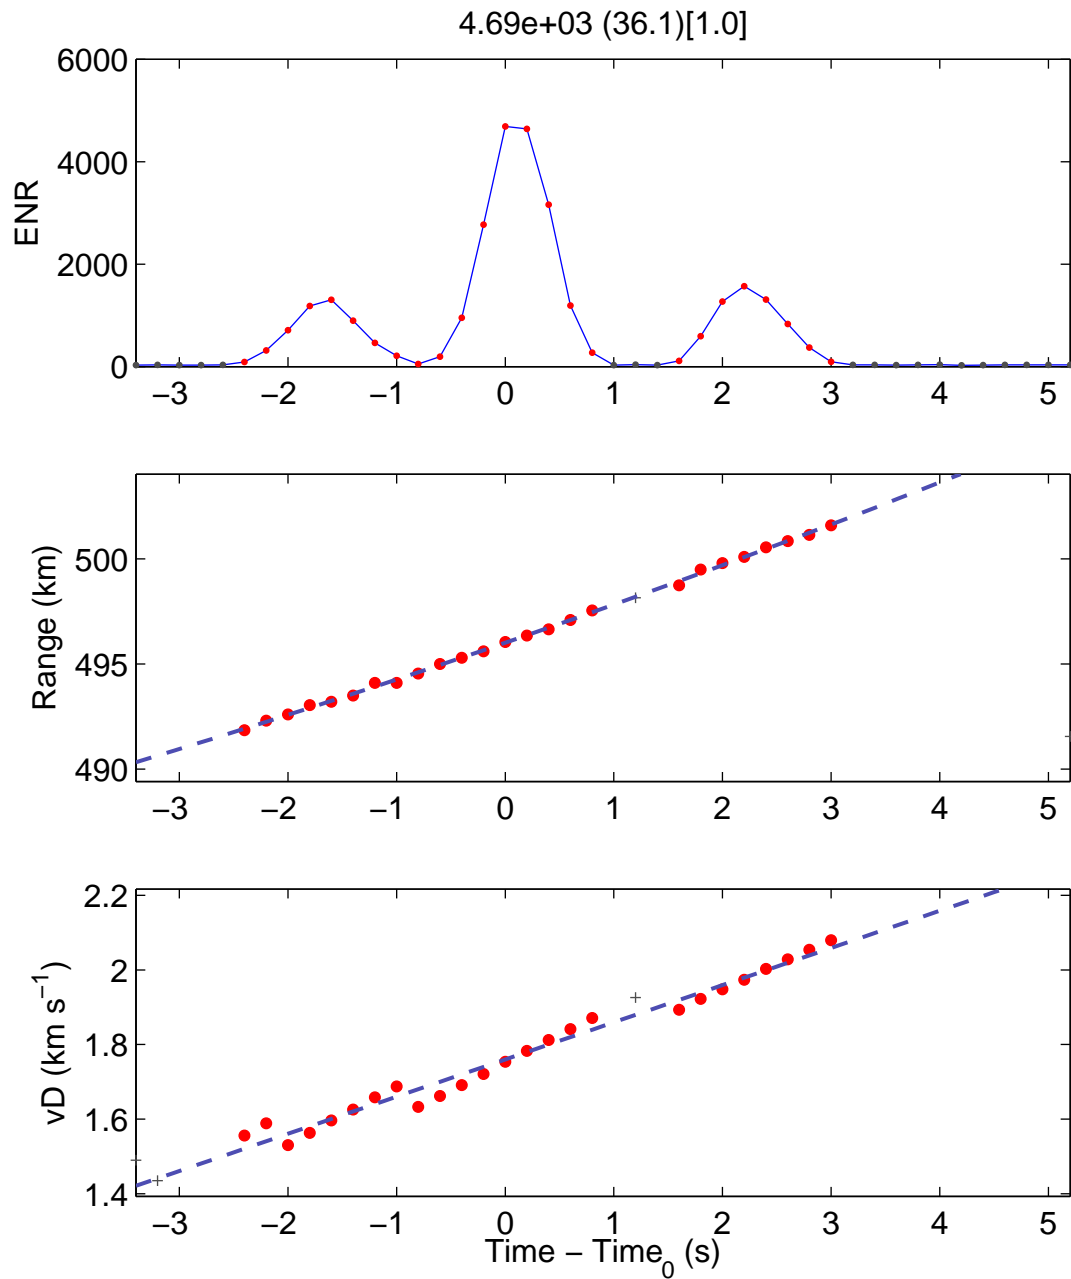 4.69e+03 (36.1)[1.0]
6000
4000
2000
0
ENR
−3 −2 −1 0 1 2 3 4 5
500
495
490
Range (km)
−3 −2 −1 0 1 2 3 4 5
2.2
2
1.8
1.6
1.4
vD (km s−1)
−3 −2 −1 0 1 2 3 4 5
Time − Time0 (s)